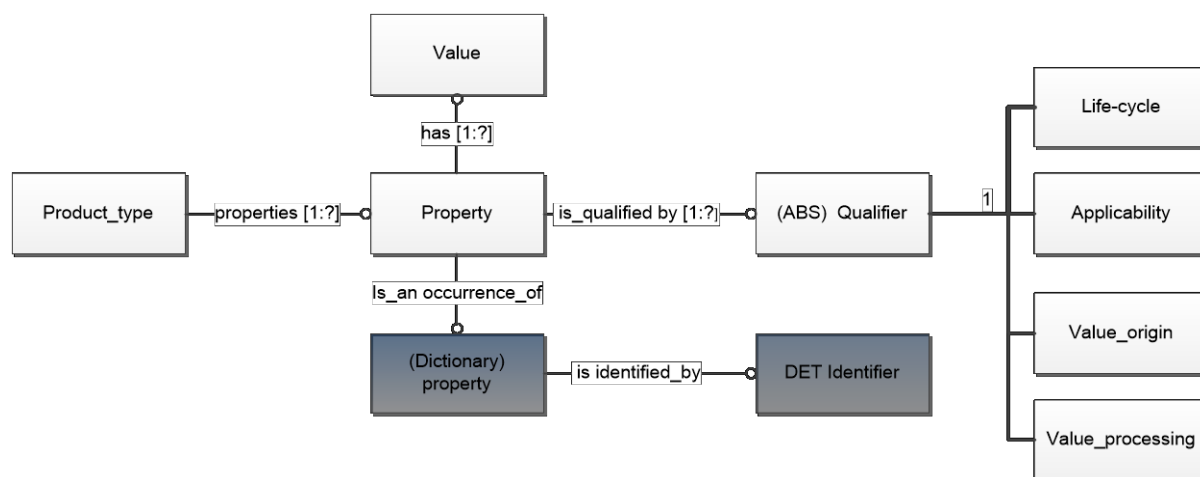 Value
Life-cycle
has [1:?]
1
Product_type
properties [1:?]
Property
is_qualified by [1:?]
(ABS) Qualifier
Applicability
Is_an occurrence_of
Value_origin
(Dictionary)
property
is identified_by
DET Identifier
Value_processing